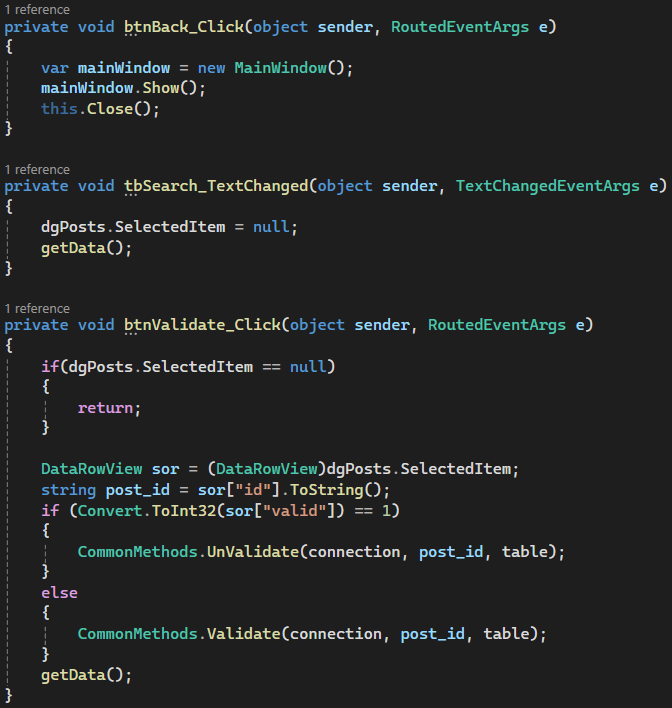 1 reference
private void btnBack_Click(object sender, RoutedEventArgs e)
{
    var mainWindow = new MainWindow();
    mainWindow.Show();
    this.Close();
}
1 reference
private void tbSearch_TextChanged(object sender, TextChangedEventArgs e)
{
    dgPosts.SelectedItem = null;
    getData();
}
1 reference
private void btnValidate_Click(object sender, RoutedEventArgs e)
{
    if(dgPosts.SelectedItem == null)
    {
        return;
    }
    DataRowView sor = (DataRowView)dgPosts.SelectedItem;
    string post_id = sor["id"].ToString();
    if (Convert.ToInt32(sor["valid"]) == 1)
    {
        CommonMethods.UnValidate(connection, post_id, table);
    }
    else
    {
        CommonMethods.Validate(connection, post_id, table);
    }
    getData();
}